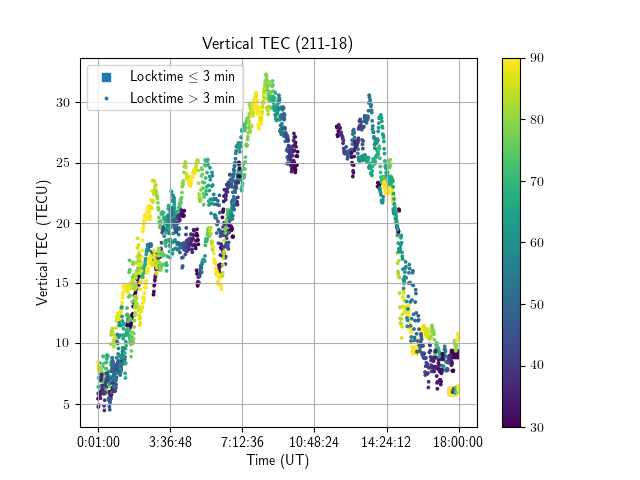 Vertical TEC (211-18)
Locktime ≤ 3 min
Locktime > 3 min
30
25
20
15
10
5
Vertical TEC (TECU)
0:01:00 3:36:48 7:12:36 10:48:24 14:24:12 18:00:00
Time (UT)
90
80
70
60
50
40
30